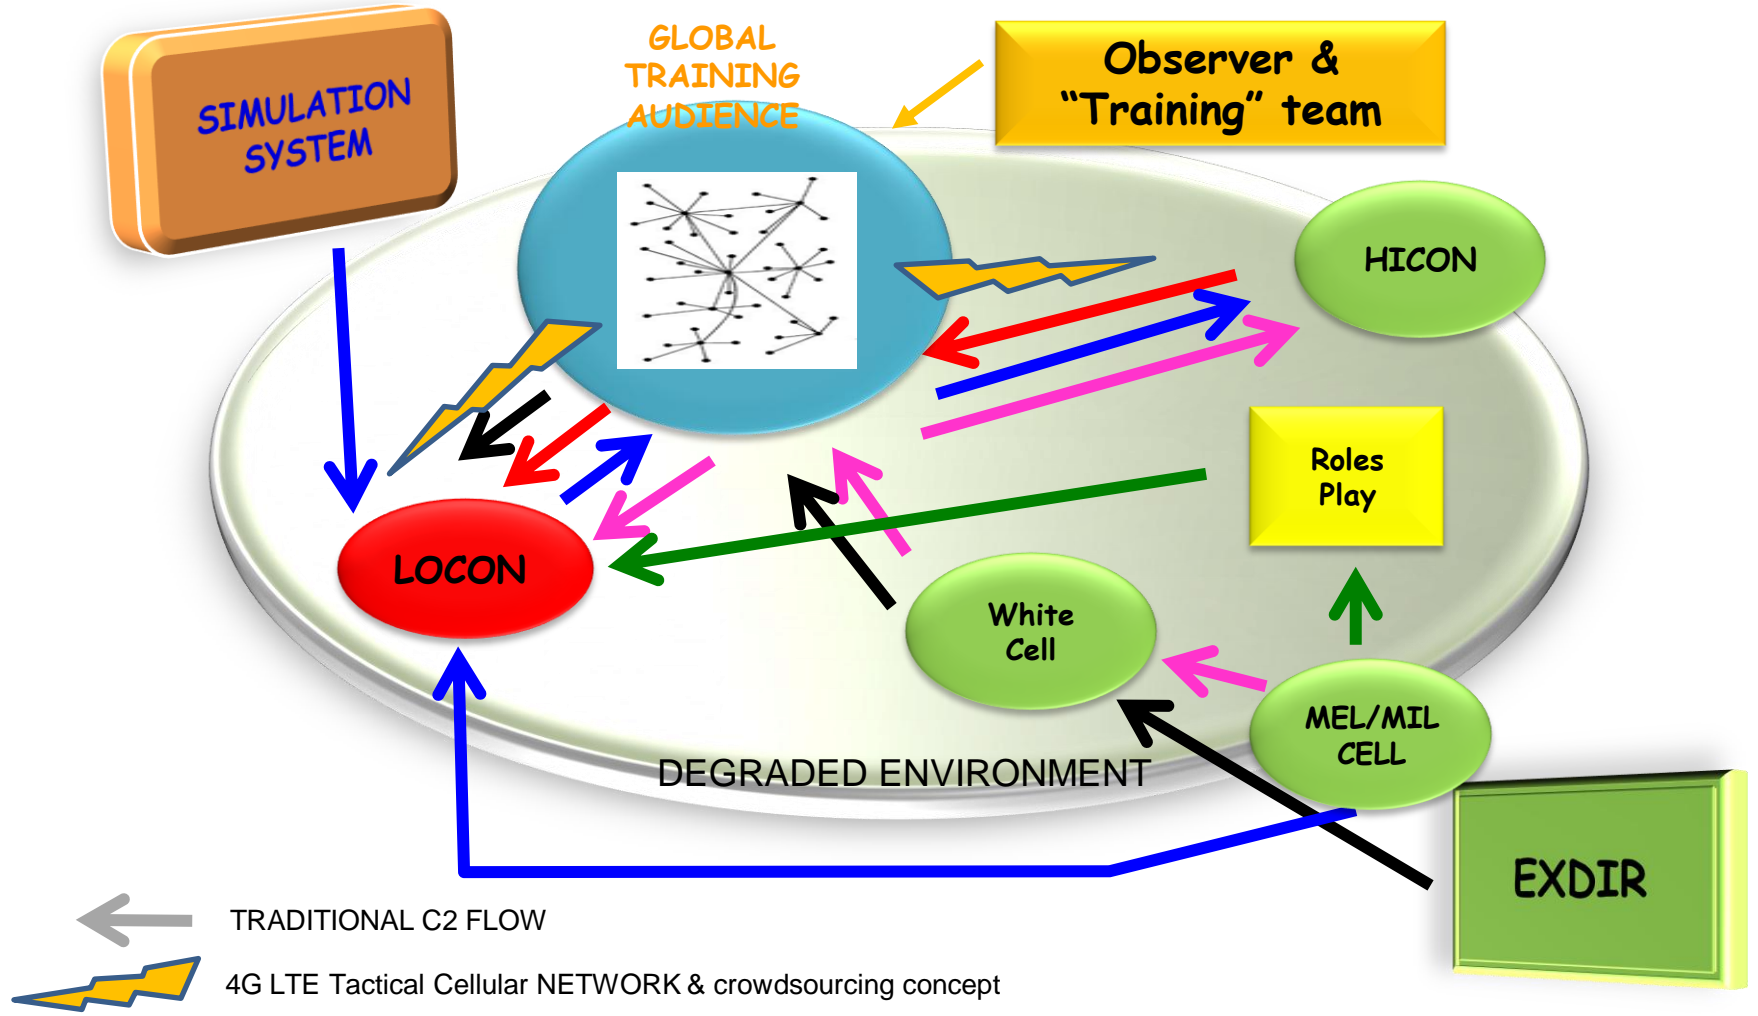 GLOBAL
TRAINING
AUDIENCE
Observer &
“Training” team
SIMULATION
SYSTEM
HICON
Roles
Play
LOCON
White
Cell
MEL/MIL
CELL
DEGRADED ENVIRONMENT
EXDIR
TRADITIONAL C2 FLOW
4G LTE Tactical Cellular NETWORK & crowdsourcing concept